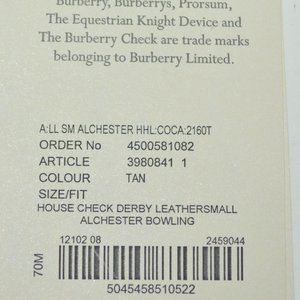 Burberry, Burberrys, Prorsum,
The Equestrian Knight Device and
The Burberry Check are trade marks
belonging to Burberry Limited.
A:LL SM ALCHESTER HHL:COCA:2160T
ORDER No 4500581082
ARTICLE 3980841 1
COLOUR TAN
SIZE/FIT
HOUSE CHECK DERBY LEATHERSMALL
ALCHESTER BOWLING
12102 08 2459044
70M
5045458510522